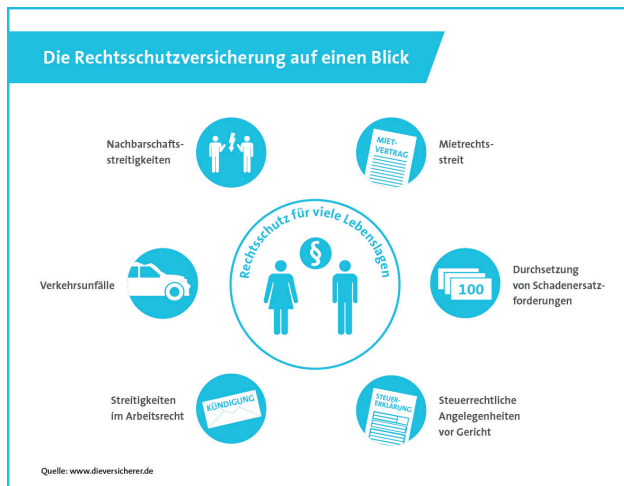 Die Rechtsschutzversicherung auf einen Blick
Nachbarschafts-
streitigkeiten
MIET-
VERTRAG
Mietrechts-
streit
Rechtsschutz für viele Lebenslagen
§
Verkehrsunfälle
100
Durchsetzung
von Schadenersatz-
forderungen
Streitigkeiten
im Arbeitsrecht
KÜNDIGUNG
STEUER-
ERKLÄRUNG
Steuerrechtliche
Angelegenheiten
vor Gericht
Quelle: www.dieversicherer.de